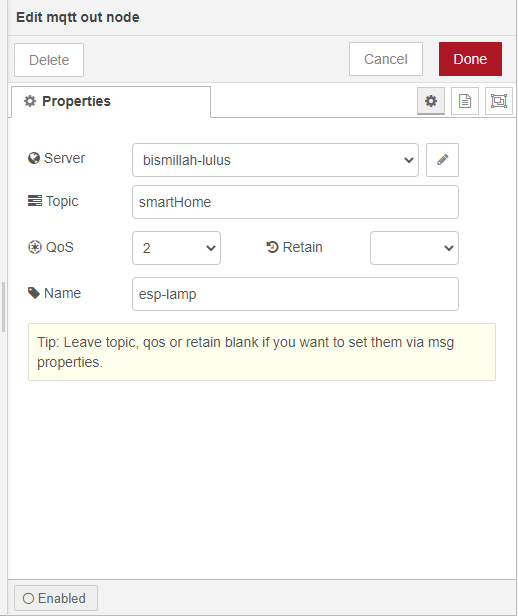 Edit mqtt out node
Delete
Cancel
Done
Properties
Server
bismillah-lulus
Topic
smartHome
QoS
2
Retain
Name
esp-lamp
Tip: Leave topic, qos or retain blank if you want to set them via msg
properties.
Enabled